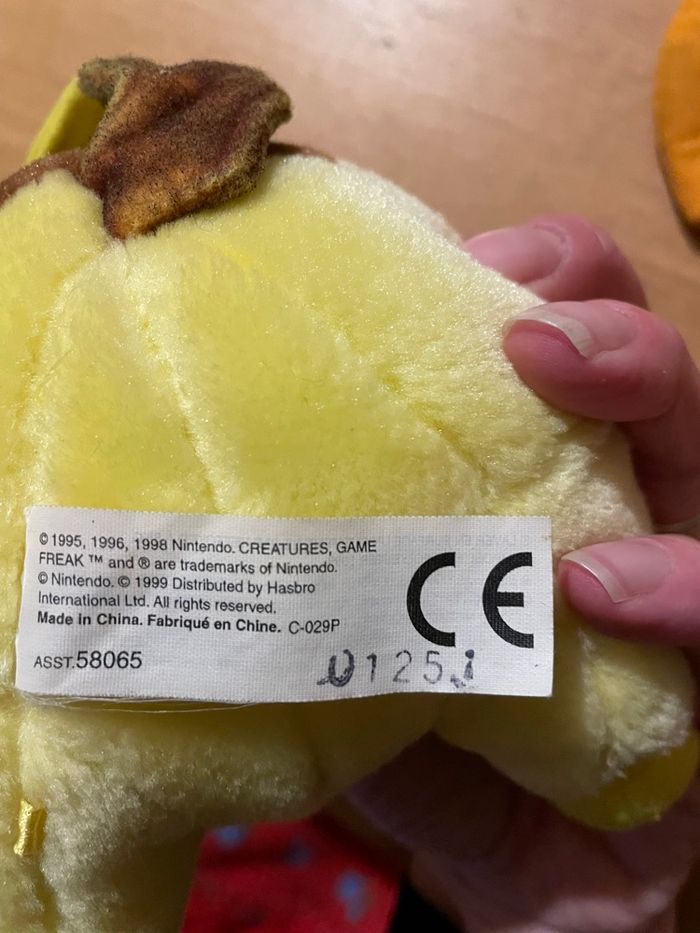 ©1995, 1996, 1998 Nintendo. CREATURES, GAME
FREAK ™ and ® are trademarks of Nintendo.
© Nintendo. © 1999 Distributed by Hasbro
International Ltd. All rights reserved.
Made in China. Fabriqué en Chine. C-029P
CE
ASST.58065
01251